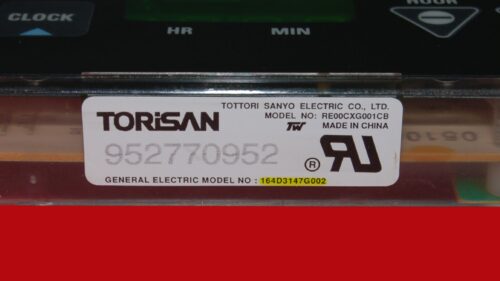 CLOCK
HOUR
HR
MIN
TORiSAN
TOTTORI SANYO ELECTRIC CO., LTD.
MODEL NO: RE00CXG001CB
MADE IN CHINA
952770952
GENERAL ELECTRIC MODEL NO : 164D3147G002